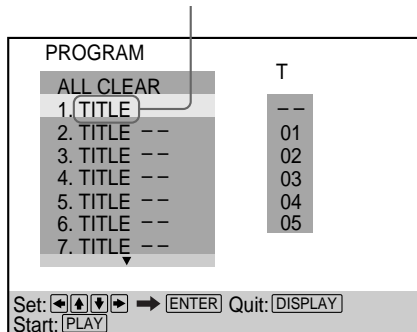 PROGRAM
T
ALL CLEAR
1. TITLE
– –
2. TITLE – –
01
3. TITLE – –
02
4. TITLE – –
03
5. TITLE – –
04
6. TITLE – –
05
7. TITLE – –
Set: ENTER Quit: DISPLAY
Start: PLAY